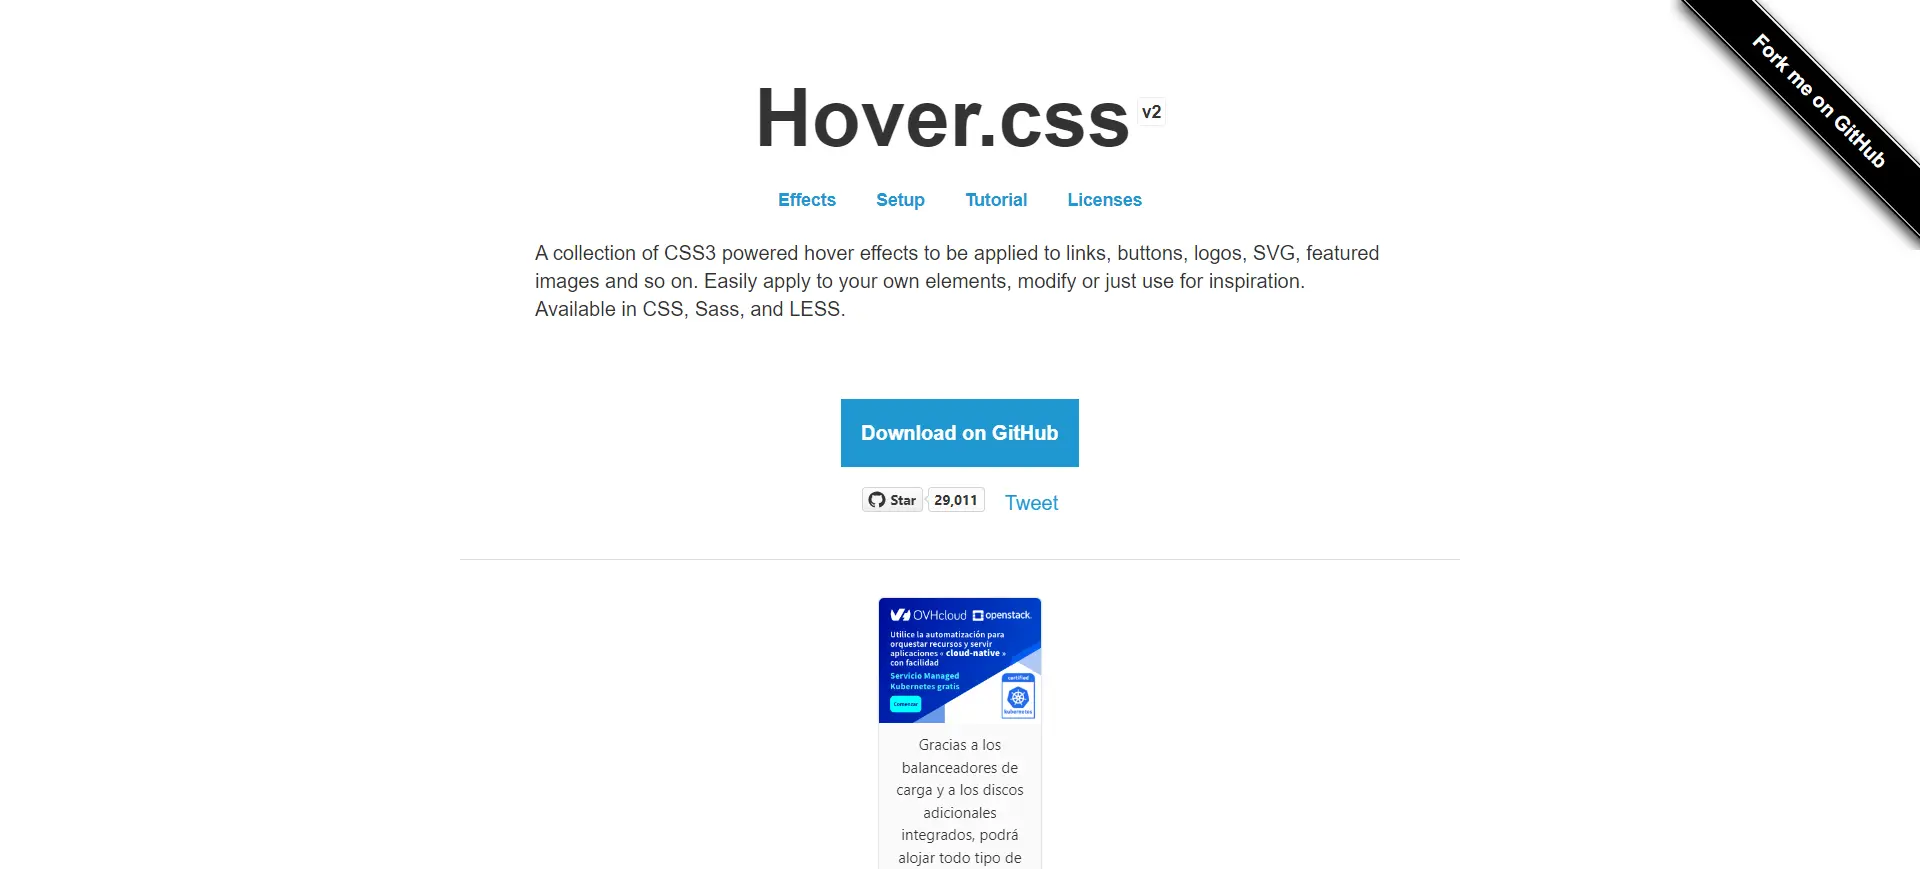 Fork me on GitHub
Hover.css v2
Effects Setup Tutorial Licenses
A collection of CSS3 powered hover effects to be applied to links, buttons, logos, SVG, featured
images and so on. Easily apply to your own elements, modify or just use for inspiration.
Available in CSS, Sass, and LESS.
Download on GitHub
Star 29,011 Tweet
OVHcloud openstack.
Utilice la automatización para
orquestar recursos y servir
aplicaciones « cloud-native »
con facilidad
Servicio Managed
Kubernetes gratis
Comenzar
certified
kubernetes
Gracias a los
balanceadores de
carga y a los discos
adicionales
integrados, podrá
alojar todo tipo de